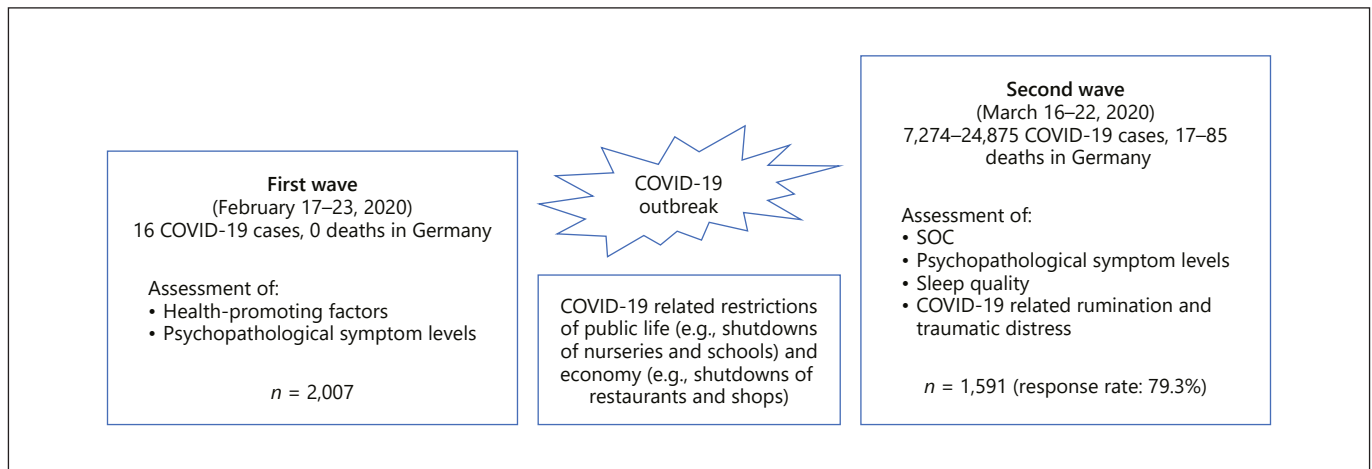 First wave
(February 17–23, 2020)
16 COVID-19 cases, 0 deaths in Germany
Assessment of:
• Health-promoting factors
• Psychopathological symptom levels
n = 2,007
COVID-19
outbreak
COVID-19 related restrictions
of public life (e.g., shutdowns
of nurseries and schools) and
economy (e.g., shutdowns of
restaurants and shops)
Second wave
(March 16–22, 2020)
7,274–24,875 COVID-19 cases, 17–85
deaths in Germany
Assessment of:
• SOC
• Psychopathological symptom levels
• Sleep quality
• COVID-19 related rumination and
traumatic distress
n = 1,591 (response rate: 79.3%)